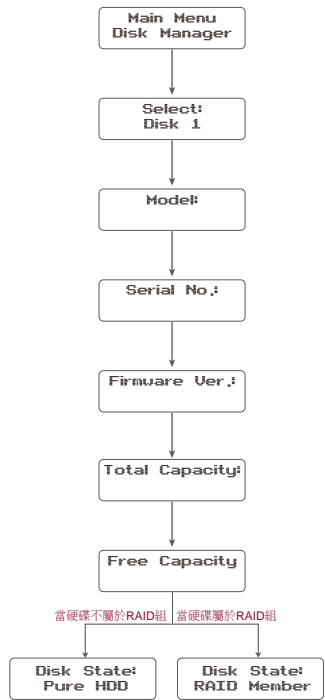 Main Menu
Disk Manager
Select:
Disk 1
Model:
Serial No.:
Firmware Ver.:
Total Capacity:
Free Capacity
當硬碟不屬於RAID組
當硬碟屬於RAID組
Disk State:
Pure HDD
Disk State:
RAID Member